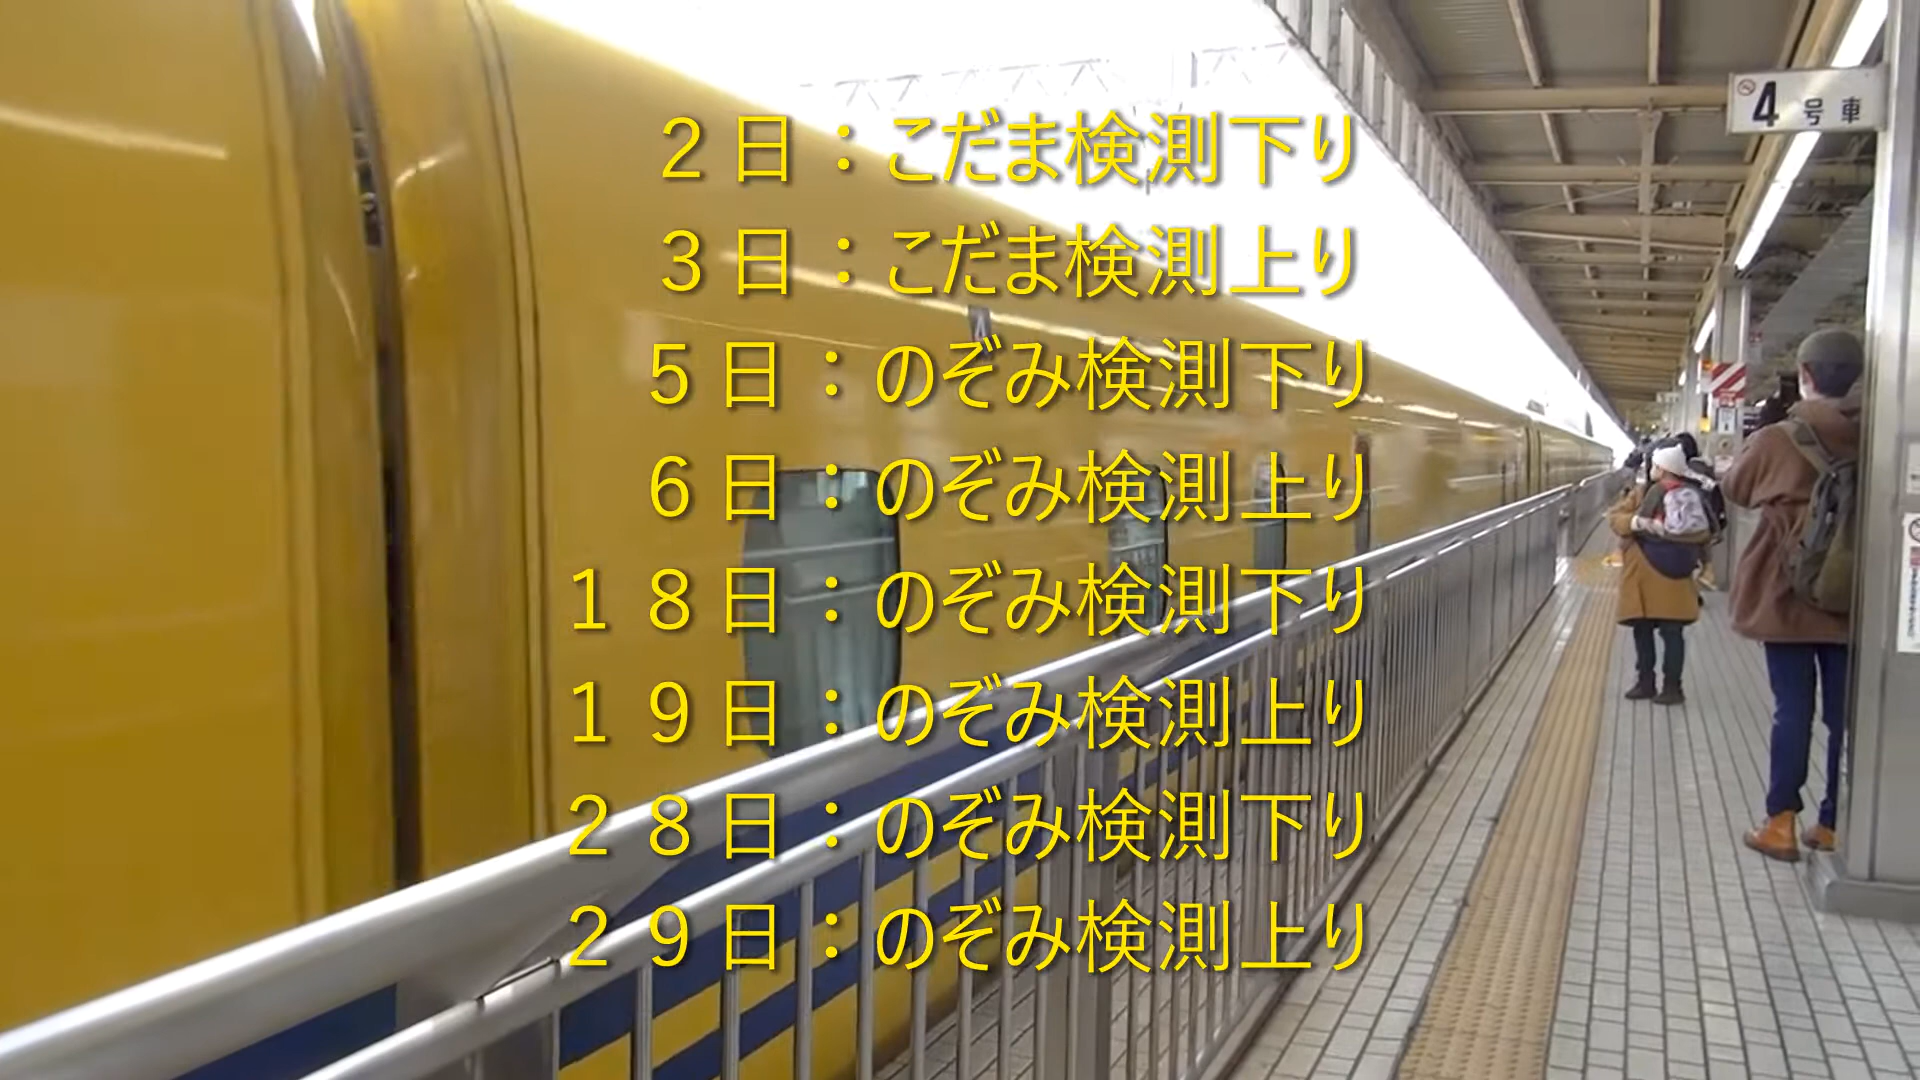 4号車
２日：こだま検測下り
３日：こだま検測上り
4
５日：のぞみ検測下り
６日：のぞみ検測上り
１８日：のぞみ検測下り
１９日：のぞみ検測上り
２８日：のぞみ検測下り
２９日：のぞみ検測上り